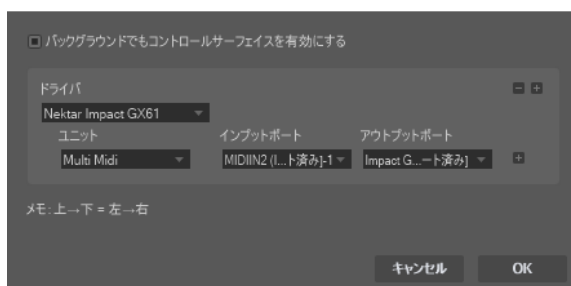 バックグラウンドでもコントロールサーフェイスを有効にする
ドライバ
Nektar Impact GX61
ユニット インプットポート アウトプットポート
Multi Midi MIDIIN2 (I...ト済み]-1 Impact G...ート済み]
メモ: 上→下 = 左→右
キャンセル OK